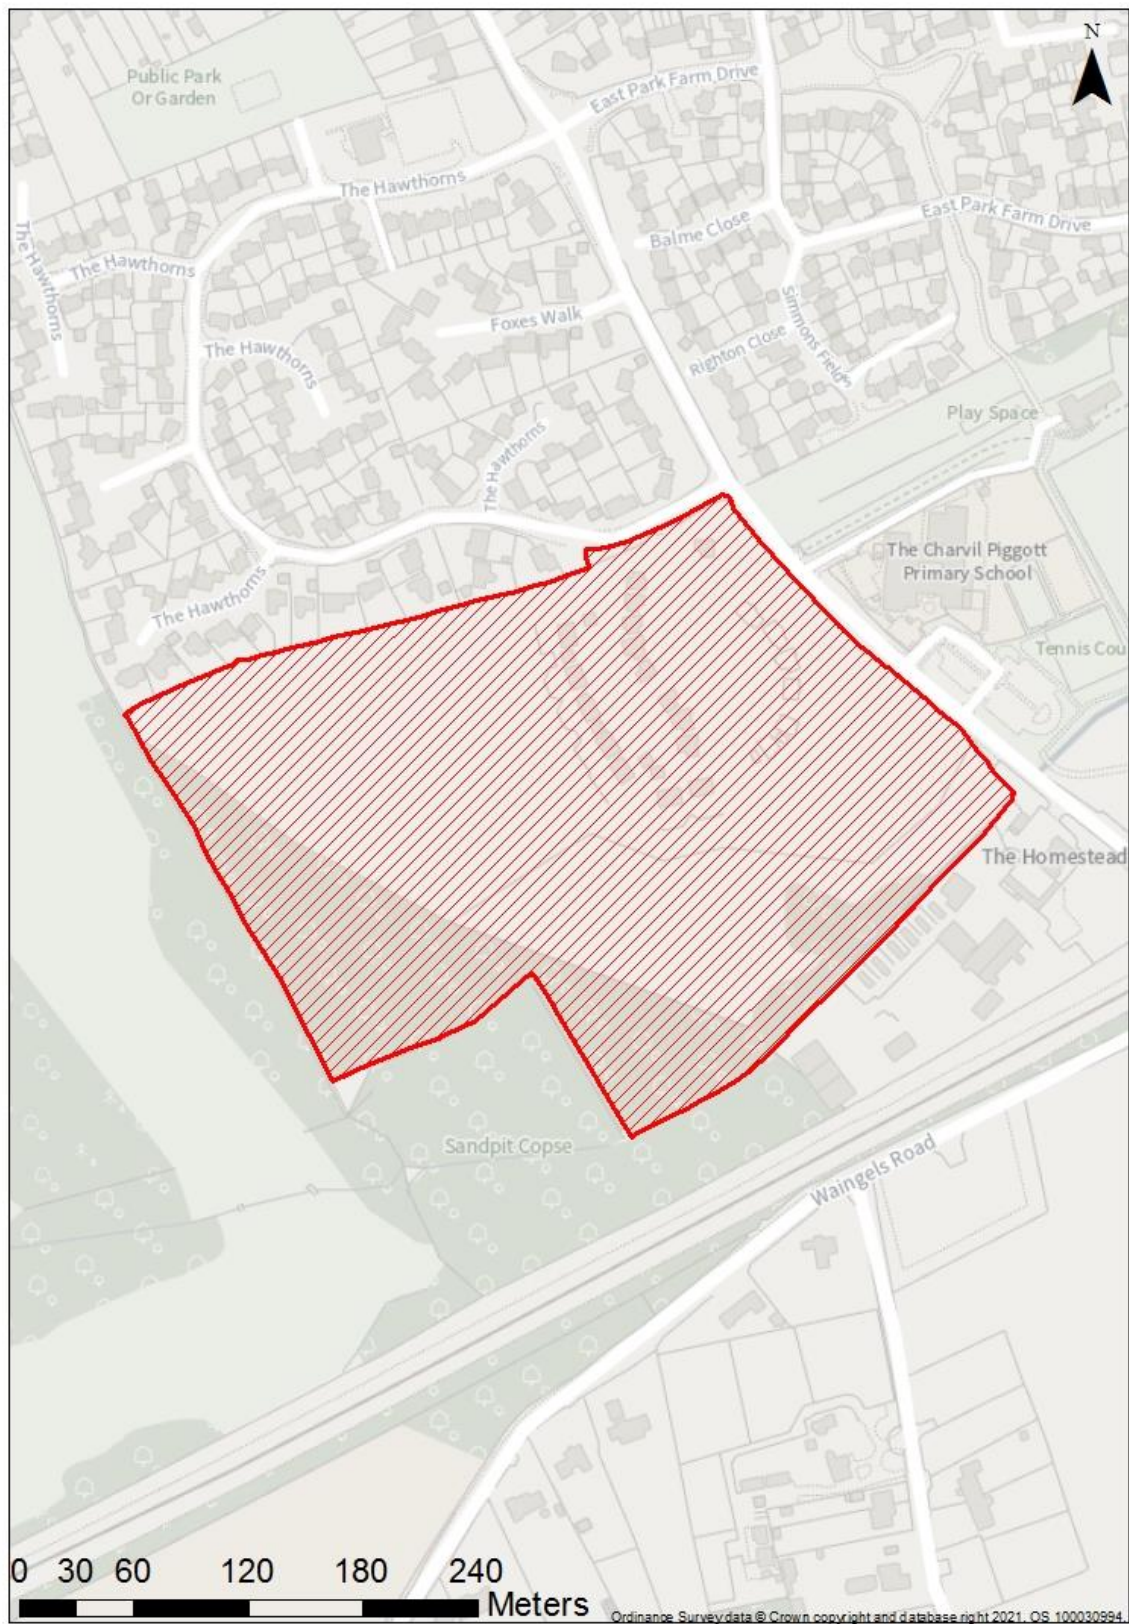 N
Public Park
Or Garden
East Park Farm Drive
The Hawthorns
East Park Farm Drive
Balme Close
The Hawthorns
The Hawthorns
Simmons Fields
Foxes Walk
Righton Close
The Hawthorns
Play Space
The Hawthorns
The Charvil Piggott
Primary School
The Hawthorns
Tennis Cou
The Homestead
Sandpit Copse
Waingels Road
0 30 60 120 180 240
Meters
Ordnance Survey data © Crown copyright and database right 2021. OS 100030994.